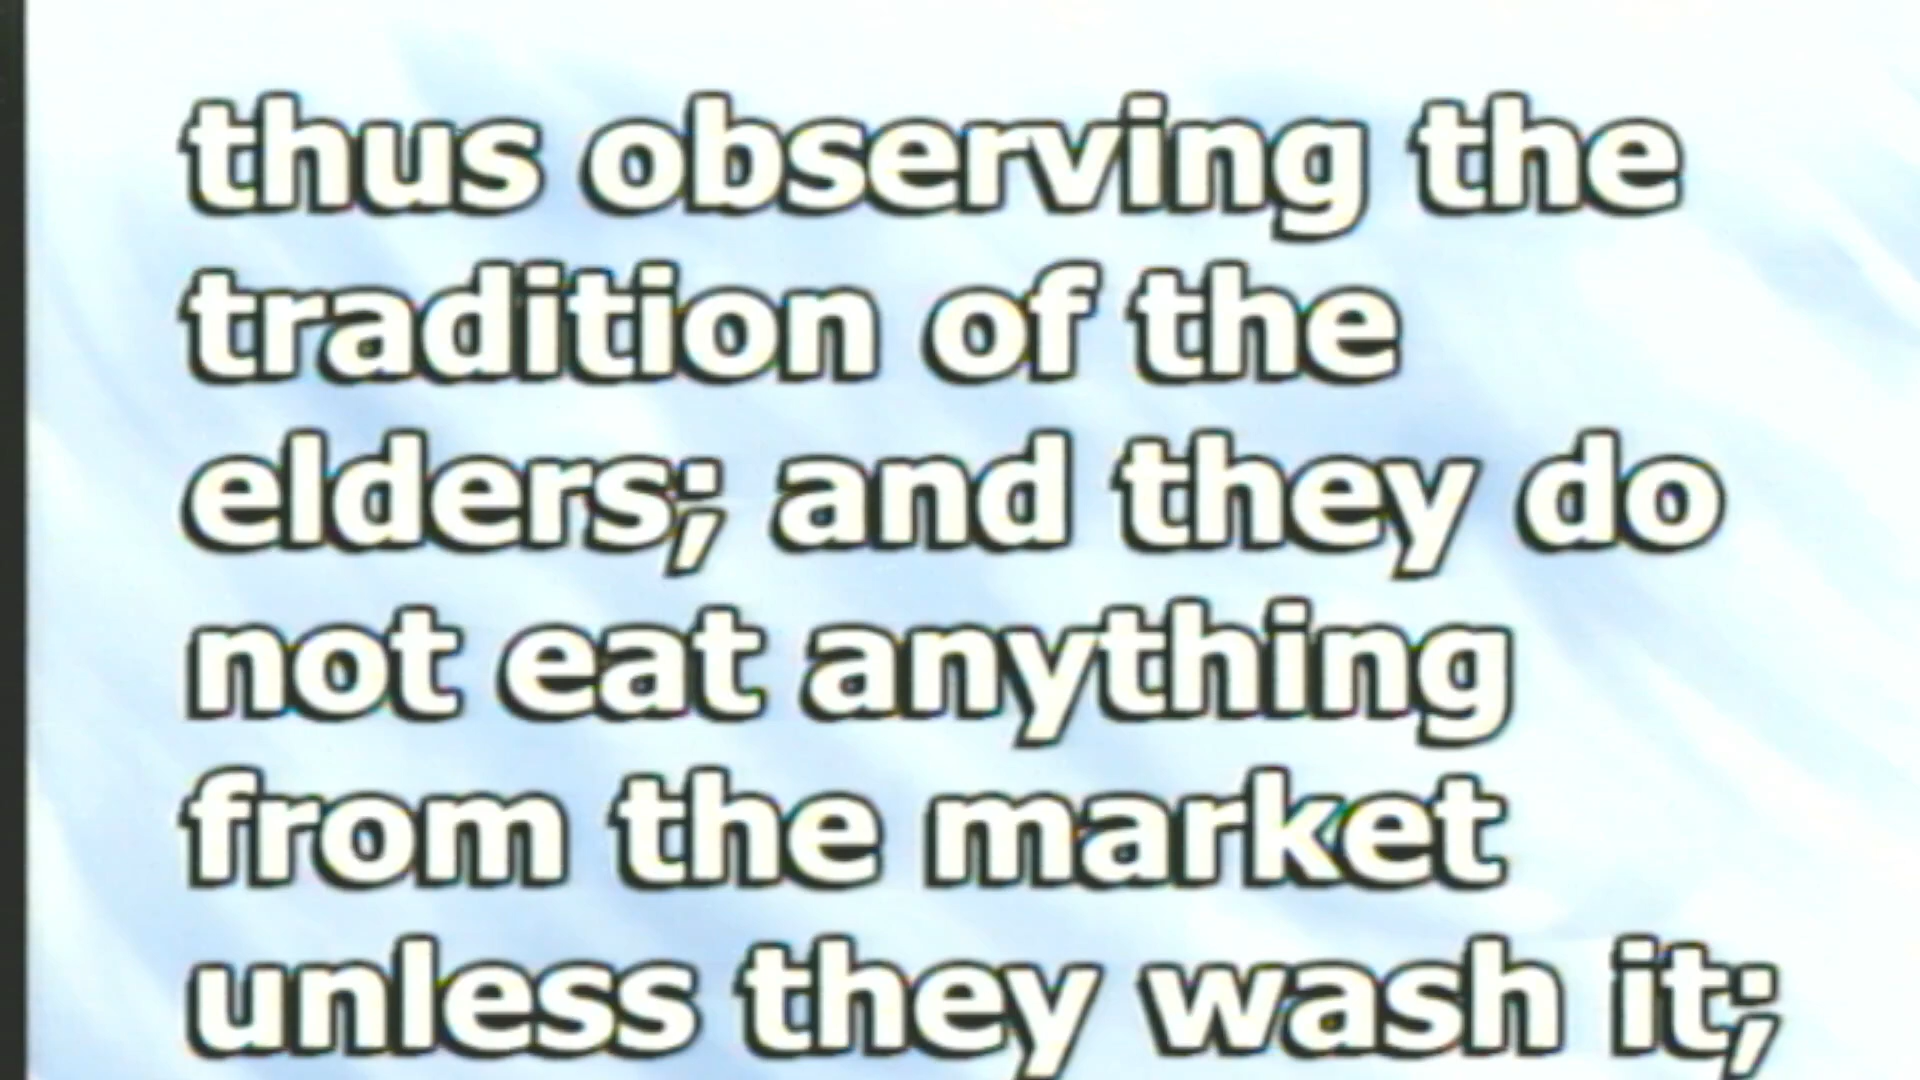 thus observing the
tradition of the
elders; and they do
not eat anything
from the market
unless they wash it;